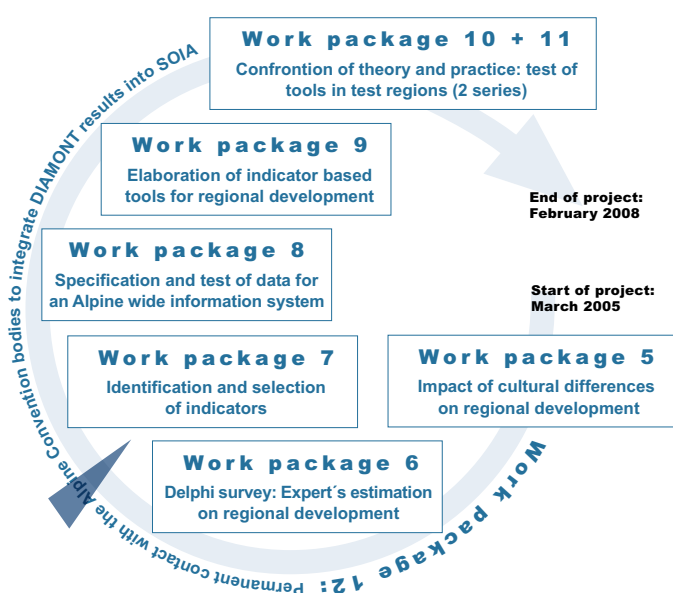 Work package 10 + 11
Confrontion of theory and practice: test of
tools in test regions (2 series)
Work package 9
Elaboration of indicator based
tools for regional development
End of project:
February 2008
Work package 8
Specification and test of data for
an Alpine wide information system
Start of project:
March 2005
Work package 7
Identification and selection
of indicators
Work package 5
Impact of cultural differences
on regional development
Work package 6
Delphi survey: Expert´s estimation
on regional development
Work package 12: Permanent contact with the Alpine Convention bodies to integrate DIAMONT results into SOIA